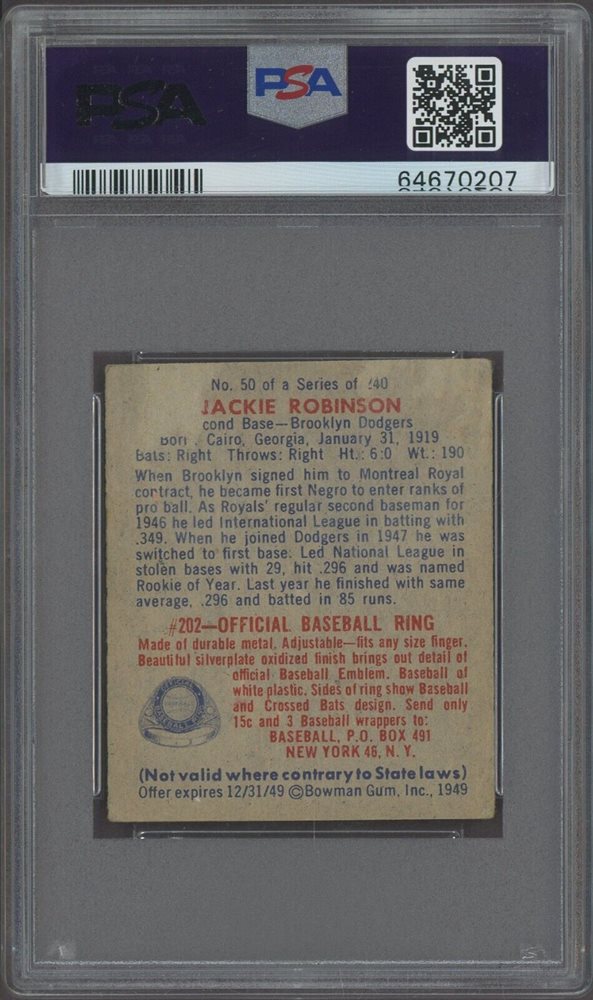 PSA
PSA
64670207
No. 50 of a Series of 240
JACKIE ROBINSON
cond Base—Brooklyn Dodgers
Born, Cairo, Georgia, January 31, 1919
Bats: Right Throws: Right Ht.: 6:0 Wt.: 190
When Brooklyn signed him to Montreal Royal
contract, he became first Negro to enter ranks of
pro ball. As Royals' regular second baseman for
1946 he led International League in batting with
.349. When he joined Dodgers in 1947 he was
switched to first base. Led National League in
stolen bases with 29, hit .296 and was named
Rookie of Year. Last year he finished with same
average, .296 and batted in 85 runs.
#202—OFFICIAL BASEBALL RING
Made of durable metal. Adjustable—fits any size finger.
Beautiful silverplate oxidized finish brings out detail of
official Baseball Emblem. Baseball of
white plastic. Sides of ring show Baseball
and Crossed Bats design. Send only
15c and 3 Baseball wrappers to:
BASEBALL, P.O. BOX 491
NEW YORK 46, N. Y.
(Not valid where contrary to State laws)
Offer expires 12/31/49 ©Bowman Gum, Inc., 1949